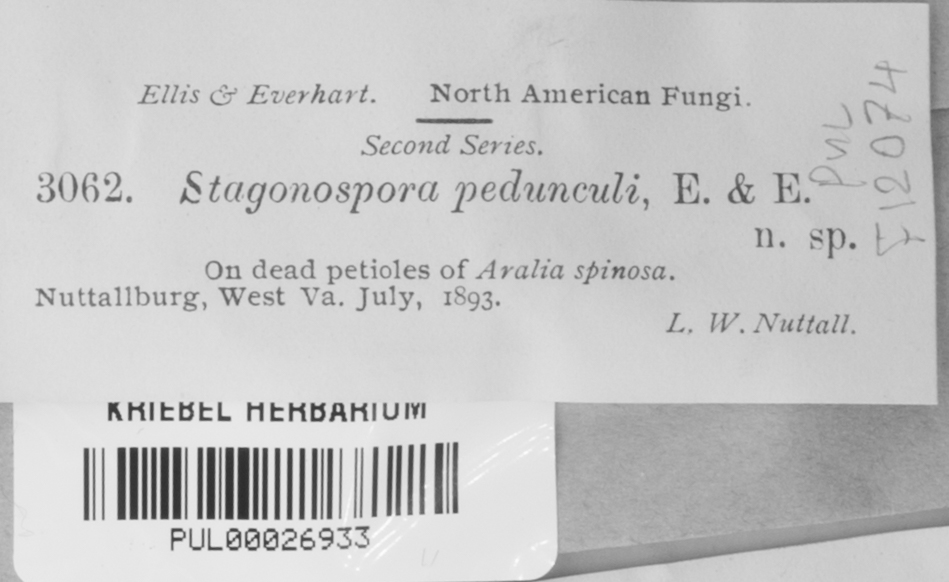 Ellis & Everhart. North American Fungi.
Second Series.
3062. Stagonospora pedunculi, E. & E.
n. sp.
On dead petioles of Aralia spinosa.
Nuttallburg, West Va. July, 1893.
L. W. Nuttall.
PUL
F12074
KRIEBEL HERBARIUM
PUL00026933